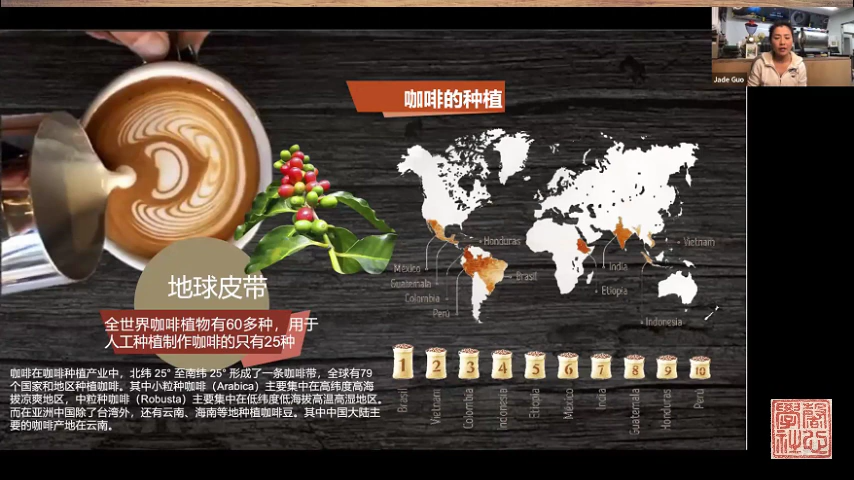 Jade Guo
咖啡的种植
地球皮带
全世界咖啡植物有60多种，用于
人工种植制作咖啡的只有25种
咖啡在咖啡种植产业中，北纬 25° 至南纬 25° 形成了一条咖啡带，全球有79
个国家和地区种植咖啡。其中小粒种咖啡（Arabica）主要集中在高纬度高海
拔凉爽地区，中粒种咖啡（Robusta）主要集中在低纬度低海拔高温高湿地区。
而在亚洲中国除了台湾外，还有云南、海南等地种植咖啡豆。其中中国大陆主
要的咖啡产地在云南。
Mexico
Guatemala
Colombia
Peru
Honduras
Brasil
India
Etiopia
Vietnam
Indonesia
1 2 3 4 5 6 7 8 9 10
Brasil
Vietnam
Colombia
Indonesia
Etiopia
Mexico
India
Guatemala
Honduras
Peru